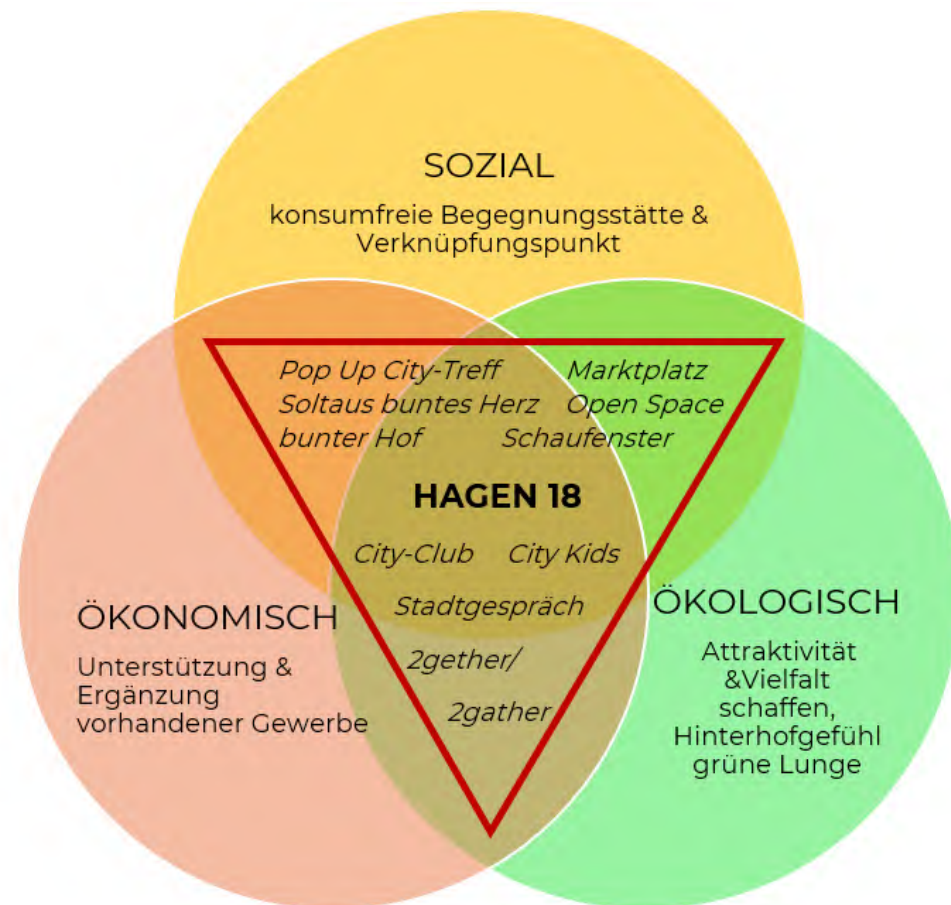 SOZIAL
konsumfreie Begegnungsstätte &
Verknüpfungspunkt
Pop Up City-Treff Marktplatz
Soltaus buntes Herz Open Space
bunter Hof Schaufenster
HAGEN 18
City-Club City Kids
Stadtgespräch
2gether/
2gather
ÖKONOMISCH
Unterstützung &
Ergänzung
vorhandener Gewerbe
ÖKOLOGISCH
Attraktivität
&Vielfalt
schaffen,
Hinterhofgefühl
grüne Lunge